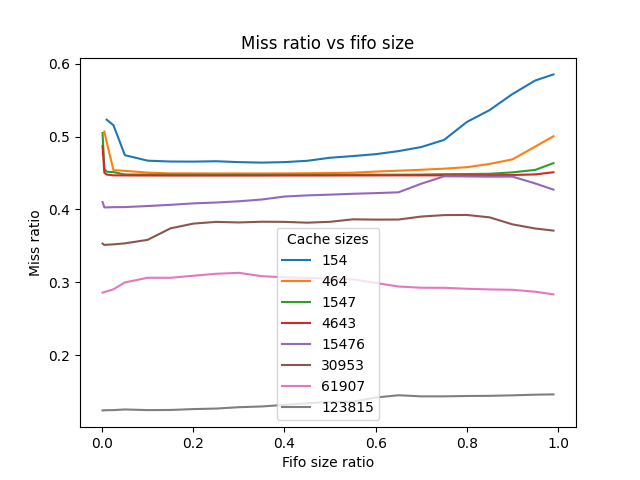 Miss ratio vs fifo size
0.6
0.5
0.4
0.3
0.2
Miss ratio
Cache sizes
154
464
1547
4643
15476
30953
61907
123815
0.0 0.2 0.4 0.6 0.8 1.0
Fifo size ratio